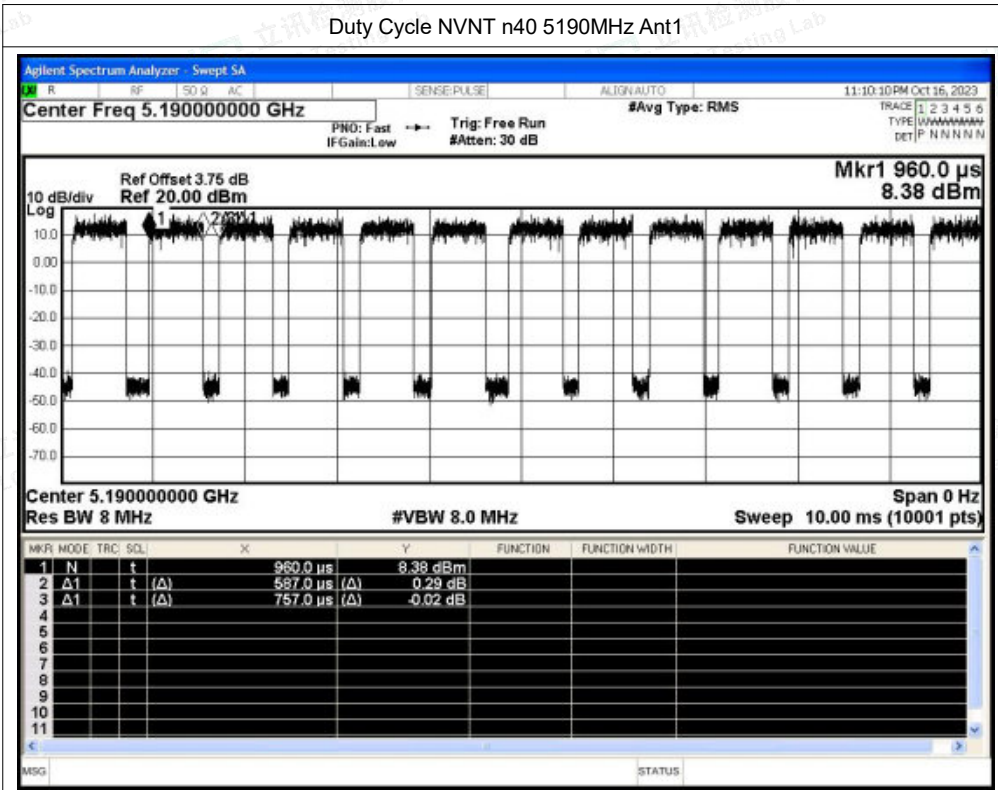 Duty Cycle NVNT n40 5190MHz Ant1
Agilent Spectrum Analyzer - Swept SA
R RF 50 Ω AC SENSE:PULSE ALIGN AUTO 11:10:10 PM Oct 16, 2023
Center Freq 5.190000000 GHz #Avg Type: RMS TRACE 1 2 3 4 5 6
PNO: Fast Trig: Free Run TYPE
IFGain:Low #Atten: 30 dB DET P N N N N N
Mkr1 960.0 µs
8.38 dBm
Ref Offset 3.75 dB
10 dB/div Ref 20.00 dBm
Log
10.0
0.00
-10.0
-20.0
-30.0
-40.0
-50.0
-60.0
-70.0
Center 5.190000000 GHz Span 0 Hz
Res BW 8 MHz #VBW 8.0 MHz Sweep 10.00 ms (10001 pts)
MKR MODE TRC SCL X Y FUNCTION FUNCTION WIDTH FUNCTION VALUE
1 N t 960.0 µs 8.38 dBm
2 Δ1 t (Δ) 587.0 µs (Δ) 0.29 dB
3 Δ1 t (Δ) 757.0 µs (Δ) -0.02 dB
4
5
6
7
8
9
10
11
MSG STATUS